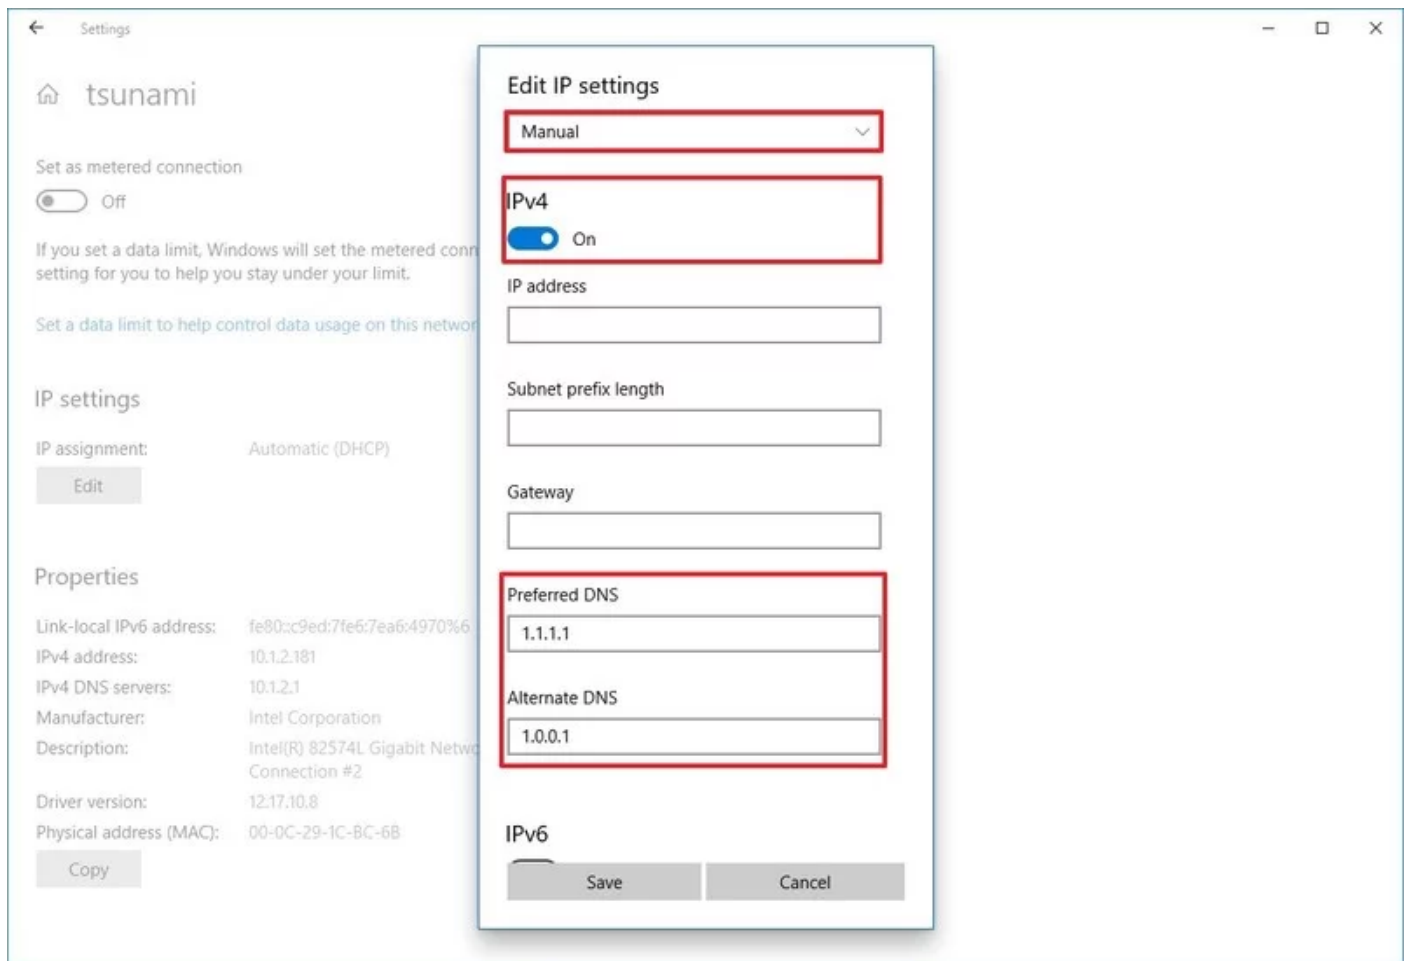 Settings
tsunami
Set as metered connection
Off
If you set a data limit, Windows will set the metered conn
setting for you to help you stay under your limit.
Set a data limit to help control data usage on this networ
IP settings
IP assignment: Automatic (DHCP)
Edit
Properties
Link-local IPv6 address: fe80::c9ed:7fe6:7ea6:4970%6
IPv4 address: 10.1.2.181
IPv4 DNS servers: 10.1.2.1
Manufacturer: Intel Corporation
Description: Intel(R) 82574L Gigabit Netwo
Connection #2
Driver version: 12.17.10.8
Physical address (MAC): 00-0C-29-1C-BC-6B
Copy
Edit IP settings
Manual
IPv4
On
IP address
Subnet prefix length
Gateway
Preferred DNS
1.1.1.1
Alternate DNS
1.0.0.1
IPv6
Save
Cancel